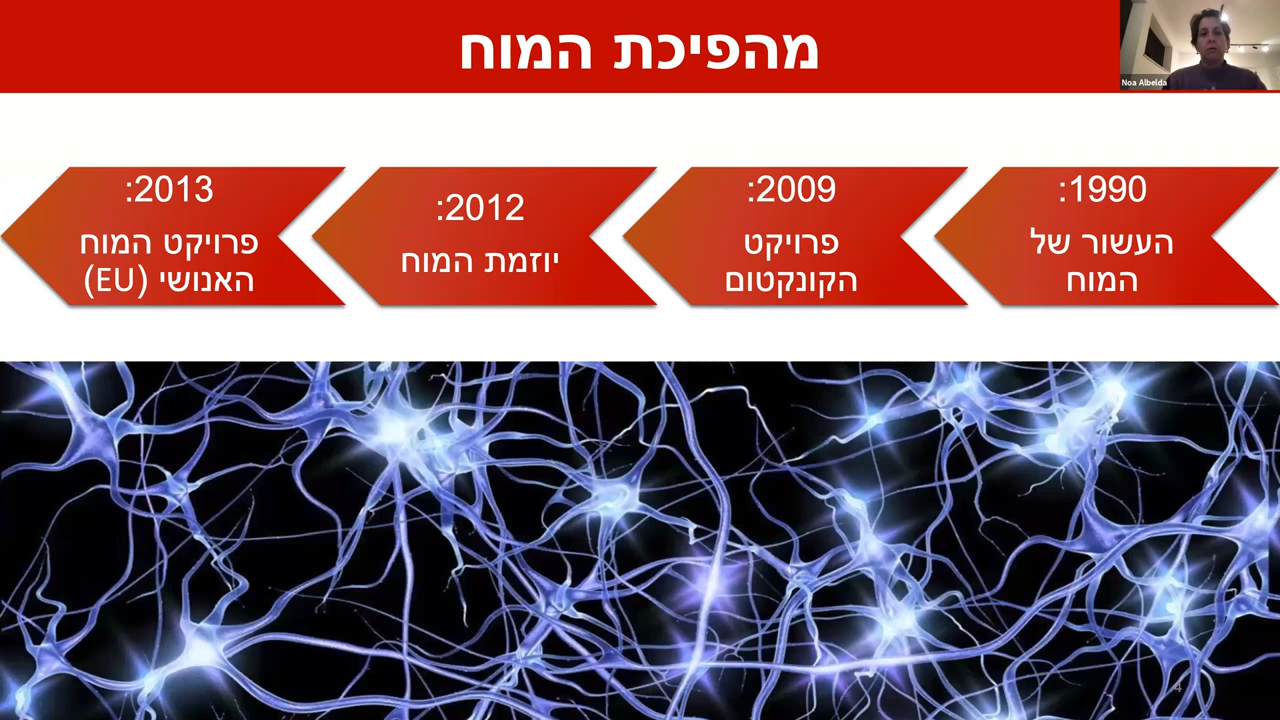 מהפיכת המוח
Noa Albelda
1990:
העשור של
המוח
2009:
פרויקט
הקונקטום
2012:
יוזמת המוח
2013:
פרויקט המוח
האנושי (EU)
4